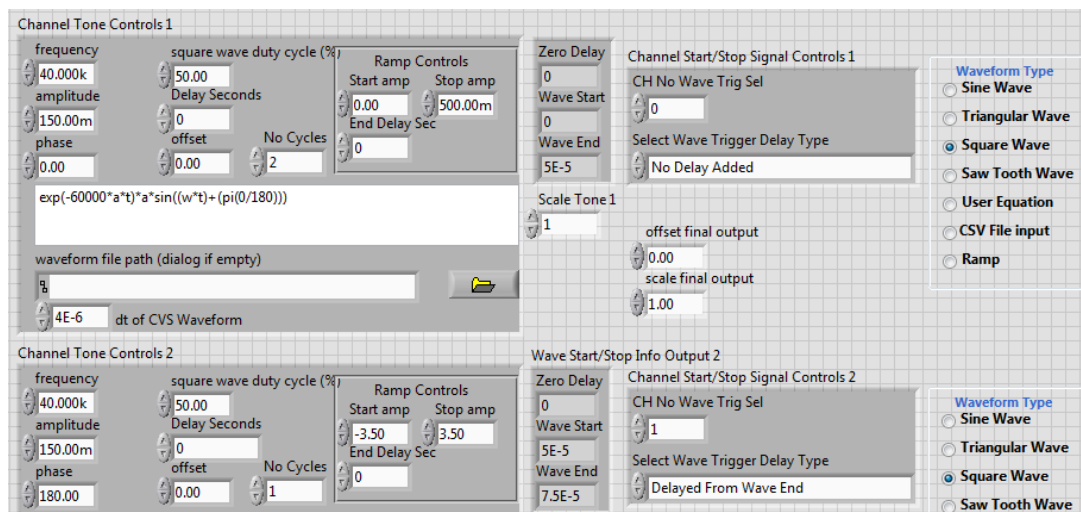 Channel Tone Controls 1
frequency
40.000k
amplitude
150.00m
phase
0.00
square wave duty cycle (%)
50.00
Delay Seconds
0
offset
0.00
No Cycles
2
Ramp Controls
Start amp Stop amp
0.00 500.00m
End Delay Sec
0
exp(-60000*a*t)*a*sin((w*t)+(pi(0/180)))
waveform file path (dialog if empty)
4E-6 dt of CVS Waveform
Zero Delay
0
Wave Start
0
Wave End
5E-5
Scale Tone 1
1
Channel Start/Stop Signal Controls 1
CH No Wave Trig Sel
0
Select Wave Trigger Delay Type
No Delay Added
offset final output
0.00
scale final output
1.00
Waveform Type
Sine Wave
Triangular Wave
Square Wave
Saw Tooth Wave
User Equation
CSV File input
Ramp
Channel Tone Controls 2
frequency
40.000k
amplitude
150.00m
phase
180.00
square wave duty cycle (%)
50.00
Delay Seconds
0
offset
0.00
No Cycles
1
Ramp Controls
Start amp Stop amp
-3.50 3.50
End Delay Sec
0
Wave Start/Stop Info Output 2
Zero Delay
0
Wave Start
5E-5
Wave End
7.5E-5
Channel Start/Stop Signal Controls 2
CH No Wave Trig Sel
1
Select Wave Trigger Delay Type
Delayed From Wave End
Waveform Type
Sine Wave
Triangular Wave
Square Wave
Saw Tooth Wave